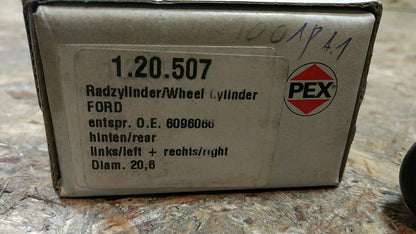 1.20.507
Radzylinder/Wheel Cylinder
FORD
entspr. O.E. 6096066
hinten/rear
links/left + rechts/right
Diam. 20,6
PEX®